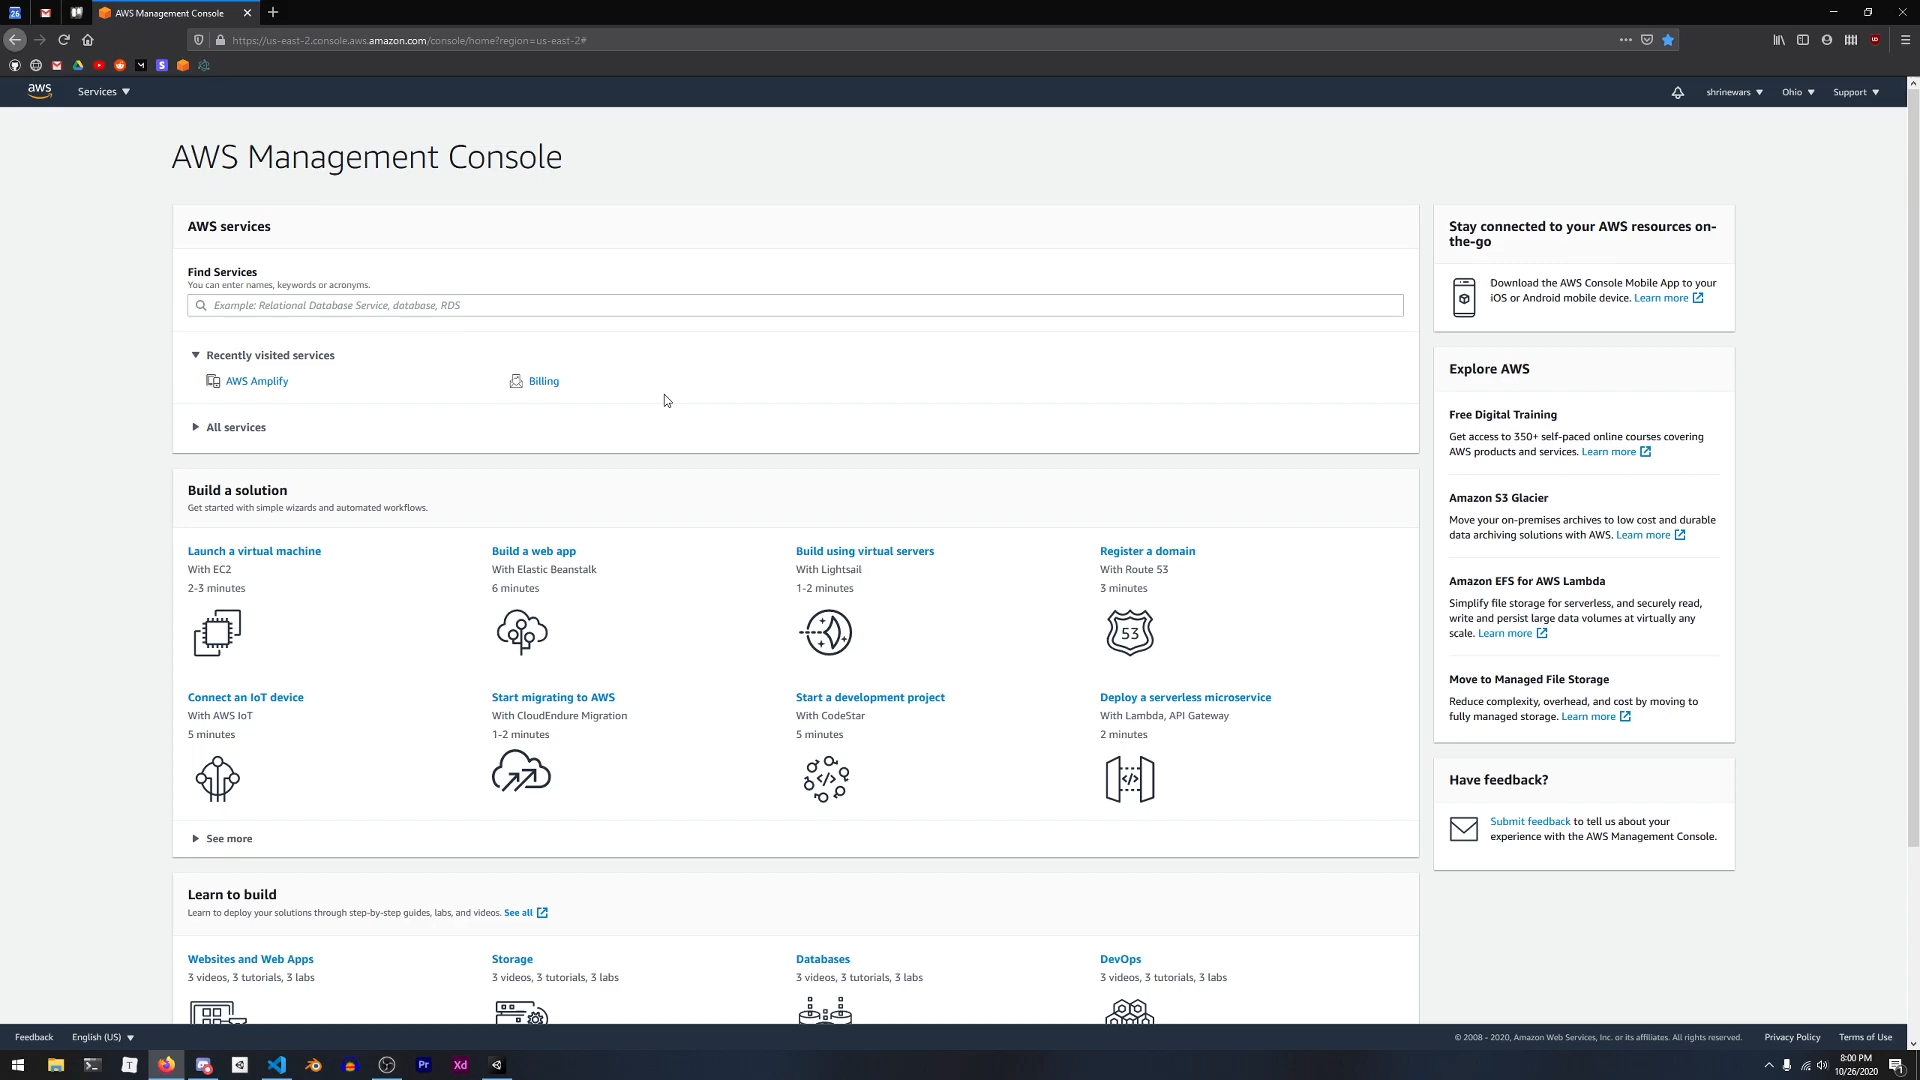 26
AWS Management Console
https://us-east-2.console.aws.amazon.com/console/home?region=us-east-2#
aws
Services
shrinewars
Ohio
Support
AWS Management Console
AWS services
Find Services
You can enter names, keywords or acronyms.
Example: Relational Database Service, database, RDS
Recently visited services
AWS Amplify
Billing
All services
Build a solution
Get started with simple wizards and automated workflows.
Launch a virtual machine
With EC2
2-3 minutes
Build a web app
With Elastic Beanstalk
6 minutes
Build using virtual servers
With Lightsail
1-2 minutes
Register a domain
With Route 53
3 minutes
53
Connect an IoT device
With AWS IoT
5 minutes
Start migrating to AWS
With CloudEndure Migration
1-2 minutes
Start a development project
With CodeStar
5 minutes
Deploy a serverless microservice
With Lambda, API Gateway
2 minutes
See more
Learn to build
Learn to deploy your solutions through step-by-step guides, labs, and videos. See all
Websites and Web Apps
3 videos, 3 tutorials, 3 labs
Storage
3 videos, 3 tutorials, 3 labs
Databases
3 videos, 3 tutorials, 3 labs
DevOps
3 videos, 3 tutorials, 3 labs
Stay connected to your AWS resources on-
the-go
Download the AWS Console Mobile App to your
iOS or Android mobile device. Learn more
Explore AWS
Free Digital Training
Get access to 350+ self-paced online courses covering
AWS products and services. Learn more
Amazon S3 Glacier
Move your on-premises archives to low cost and durable
data archiving solutions with AWS. Learn more
Amazon EFS for AWS Lambda
Simplify file storage for serverless, and securely read,
write and persist large data volumes at virtually any
scale. Learn more
Move to Managed File Storage
Reduce complexity, overhead, and cost by moving to
fully managed storage. Learn more
Have feedback?
Submit feedback to tell us about your
experience with the AWS Management Console.
Feedback
English (US)
© 2008 - 2020, Amazon Web Services, Inc. or its affiliates. All rights reserved.
Privacy Policy
Terms of Use
T
Pr
Xd
8:00 PM
10/26/2020